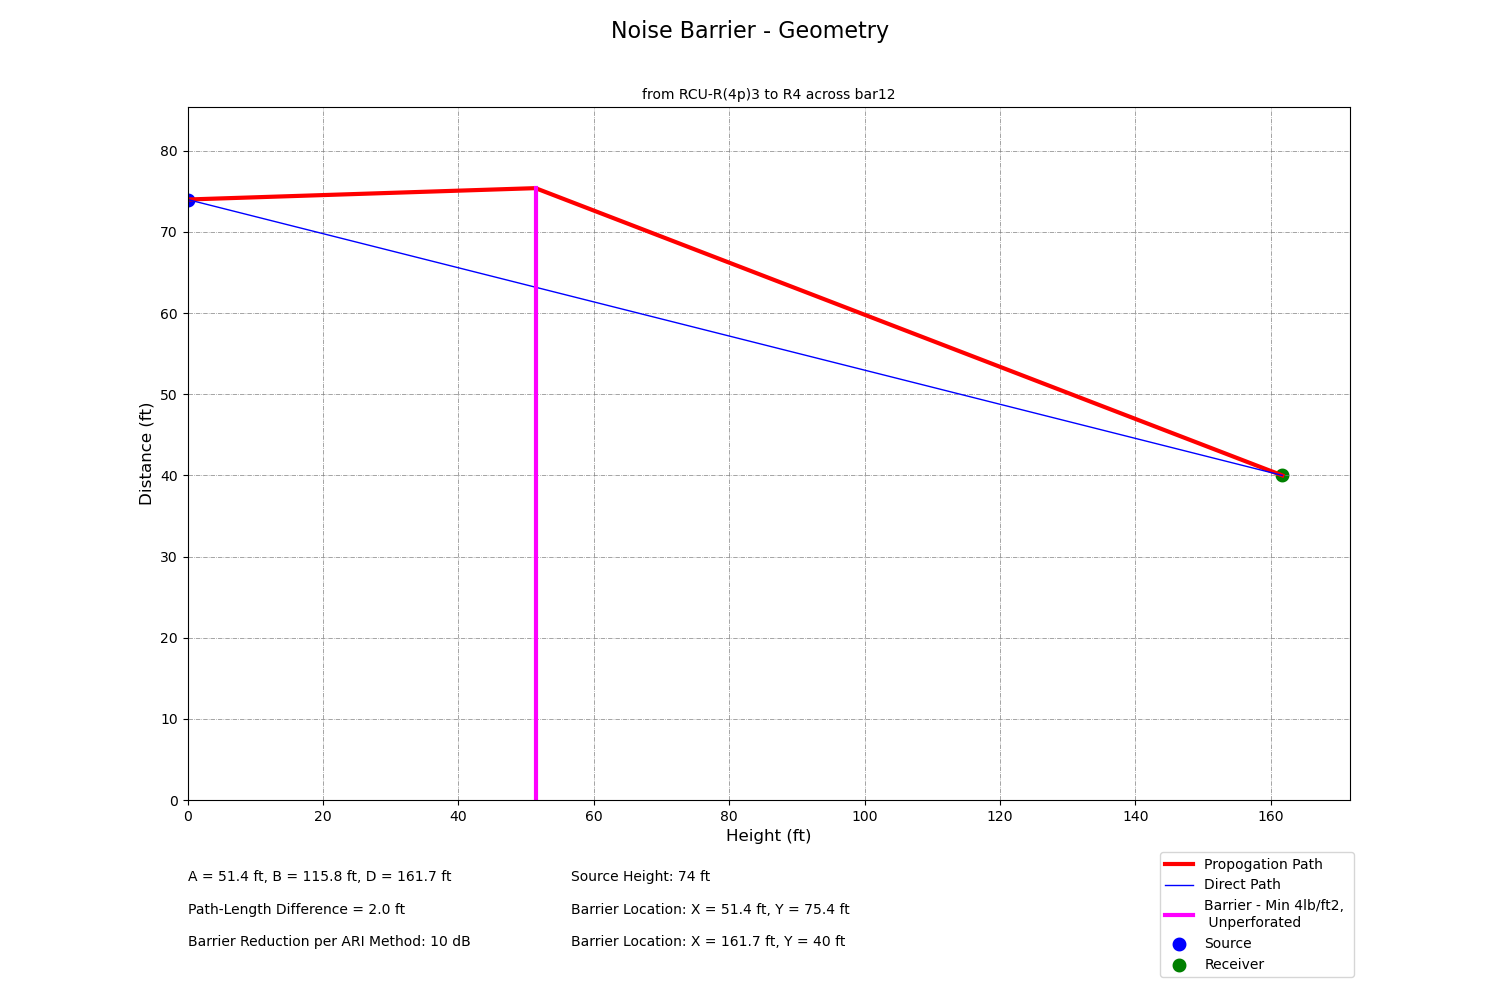 Noise Barrier - Geometry
from RCU-R(4p)3 to R4 across bar12
80
70
60
50
40
30
20
10
0
Distance (ft)
0 20 40 60 80 100 120 140 160
Height (ft)
A = 51.4 ft, B = 115.8 ft, D = 161.7 ft
Path-Length Difference = 2.0 ft
Barrier Reduction per ARI Method: 10 dB
Source Height: 74 ft
Barrier Location: X = 51.4 ft, Y = 75.4 ft
Barrier Location: X = 161.7 ft, Y = 40 ft
Propogation Path
Direct Path
Barrier - Min 4lb/ft2,
Unperforated
Source
Receiver